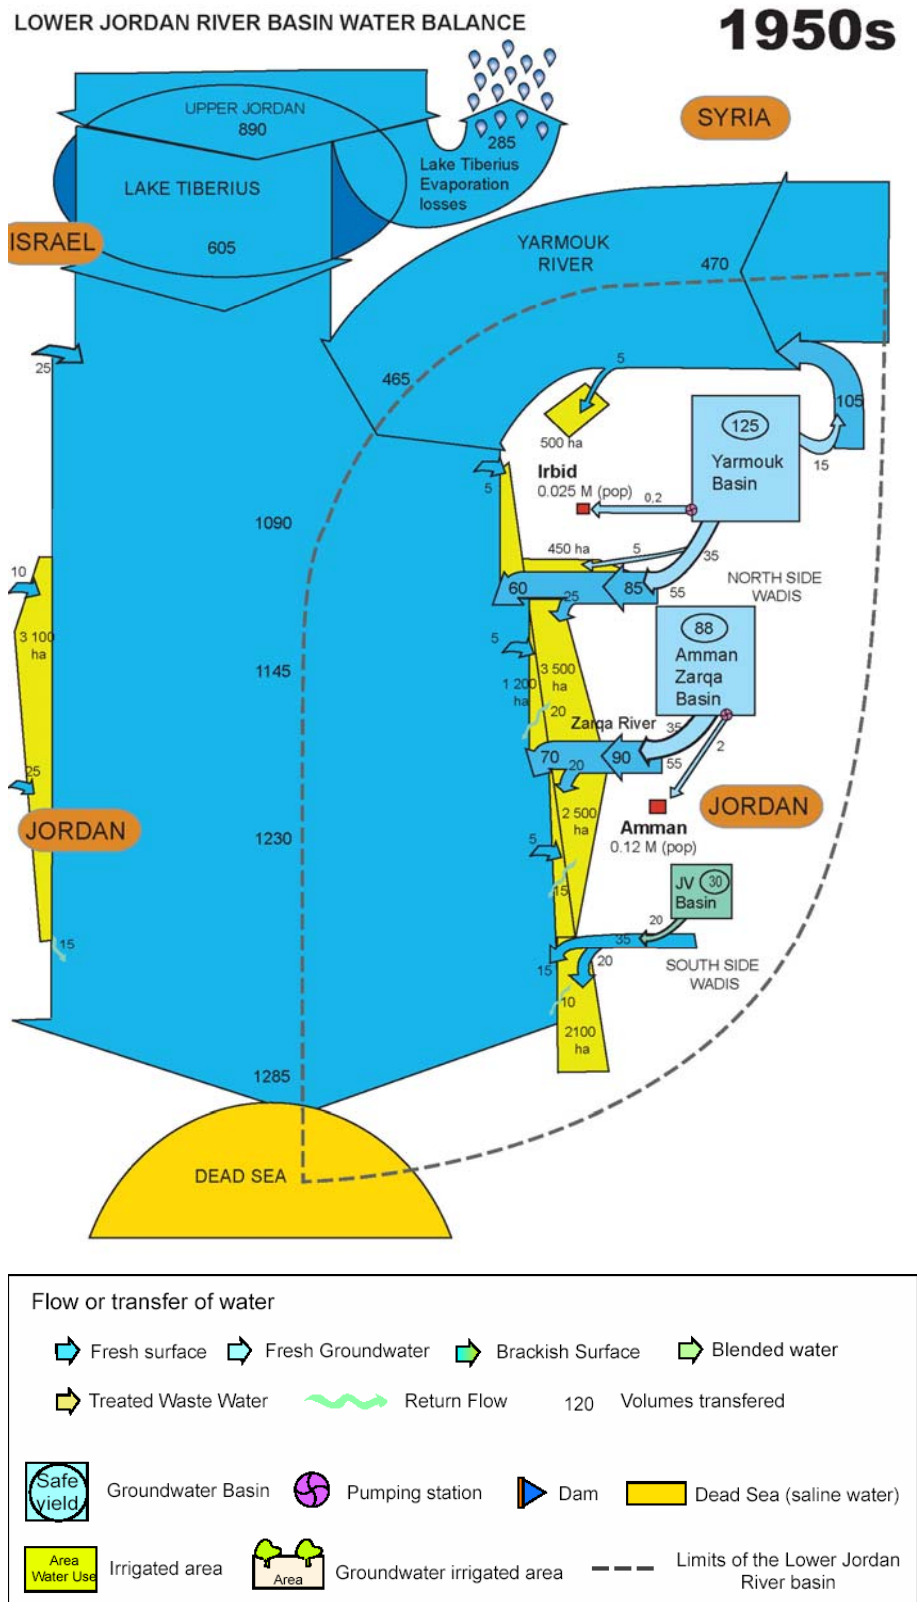 LOWER JORDAN RIVER BASIN WATER BALANCE
1950s
UPPER JORDAN
890
SYRIA
285
Lake Tiberius
Evaporation
losses
LAKE TIBERIUS
ISRAEL
605
YARMOUK
RIVER
470
25
465
5
105
500 ha
125
Yarmouk
Basin
15
Irbid
0.025 M (pop)
0,2
5
1090
450 ha
5
35
10
60
25
85
55
NORTH SIDE
WADIS
3 100
ha
5
88
Amman
Zarqa
Basin
1145
3 500
ha
1 200
ha
20
Zarqa River
35
2
70
90
55
20
25
JORDAN
2 500
ha
JORDAN
1230
Amman
0.12 M (pop)
5
15
JV
30
Basin
20
15
35
15
20
SOUTH SIDE
WADIS
10
2100
ha
1285
DEAD SEA
Flow or transfer of water
Fresh surface
Fresh Groundwater
Brackish Surface
Blended water
Treated Waste Water
Return Flow
120
Volumes transfered
Safe
yield
Groundwater Basin
Pumping station
Dam
Dead Sea (saline water)
Area
Water Use
Irrigated area
Area
Groundwater irrigated area
Limits of the Lower Jordan
River basin